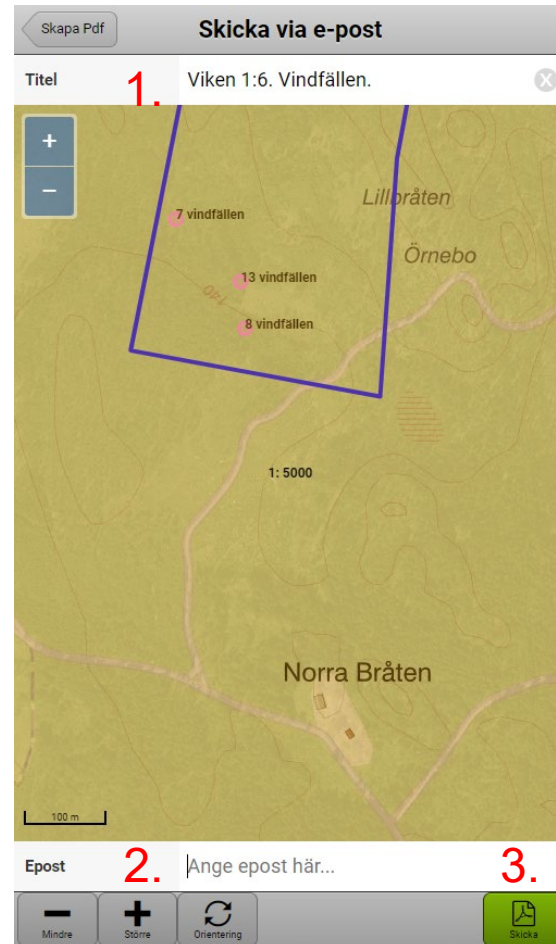 Skapa Pdf
Skicka via e-post
Titel
1.
Viken 1:6. Vindfällen.
+
−
Lillbråten
7 vindfällen
Örnebo
13 vindfällen
140
8 vindfällen
1: 5000
Norra Bråten
100 m
Epost
2.
Ange epost här...
3.
Mindre
Större
Orientering
Skicka